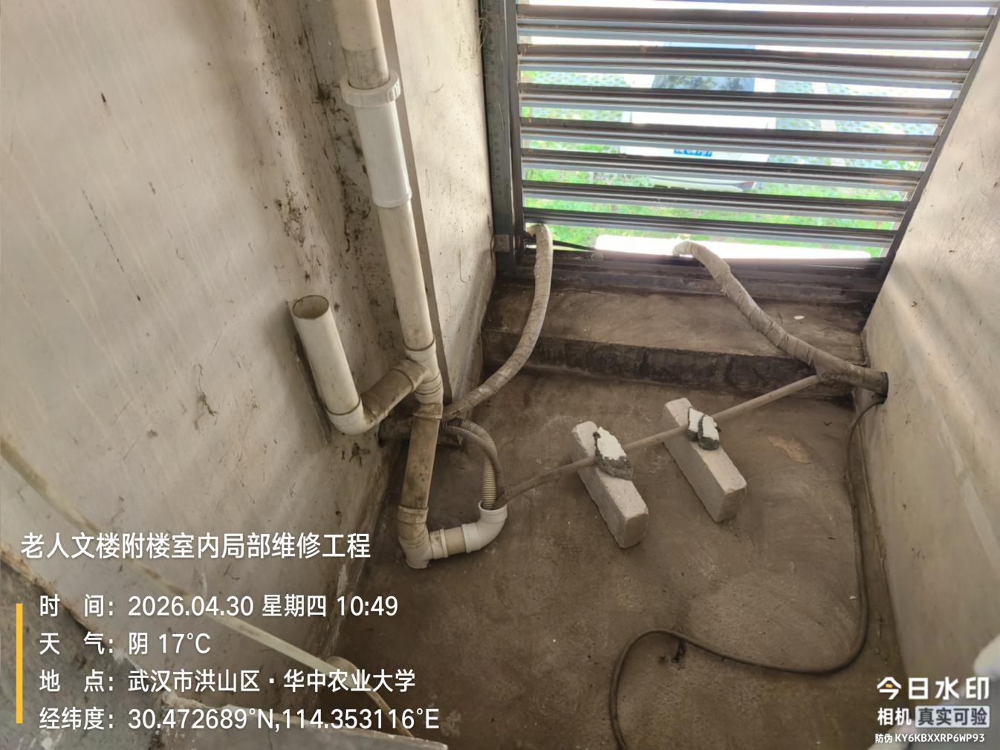 老人文楼附楼室内局部维修工程
时 间：2026.04.30 星期四 10:49
天 气：阴 17°C
地 点：武汉市洪山区·华中农业大学
经纬度：30.472689°N,114.353116°E
今日水印
相机 真实可验
防伪 KY6KBXXRP6WP93